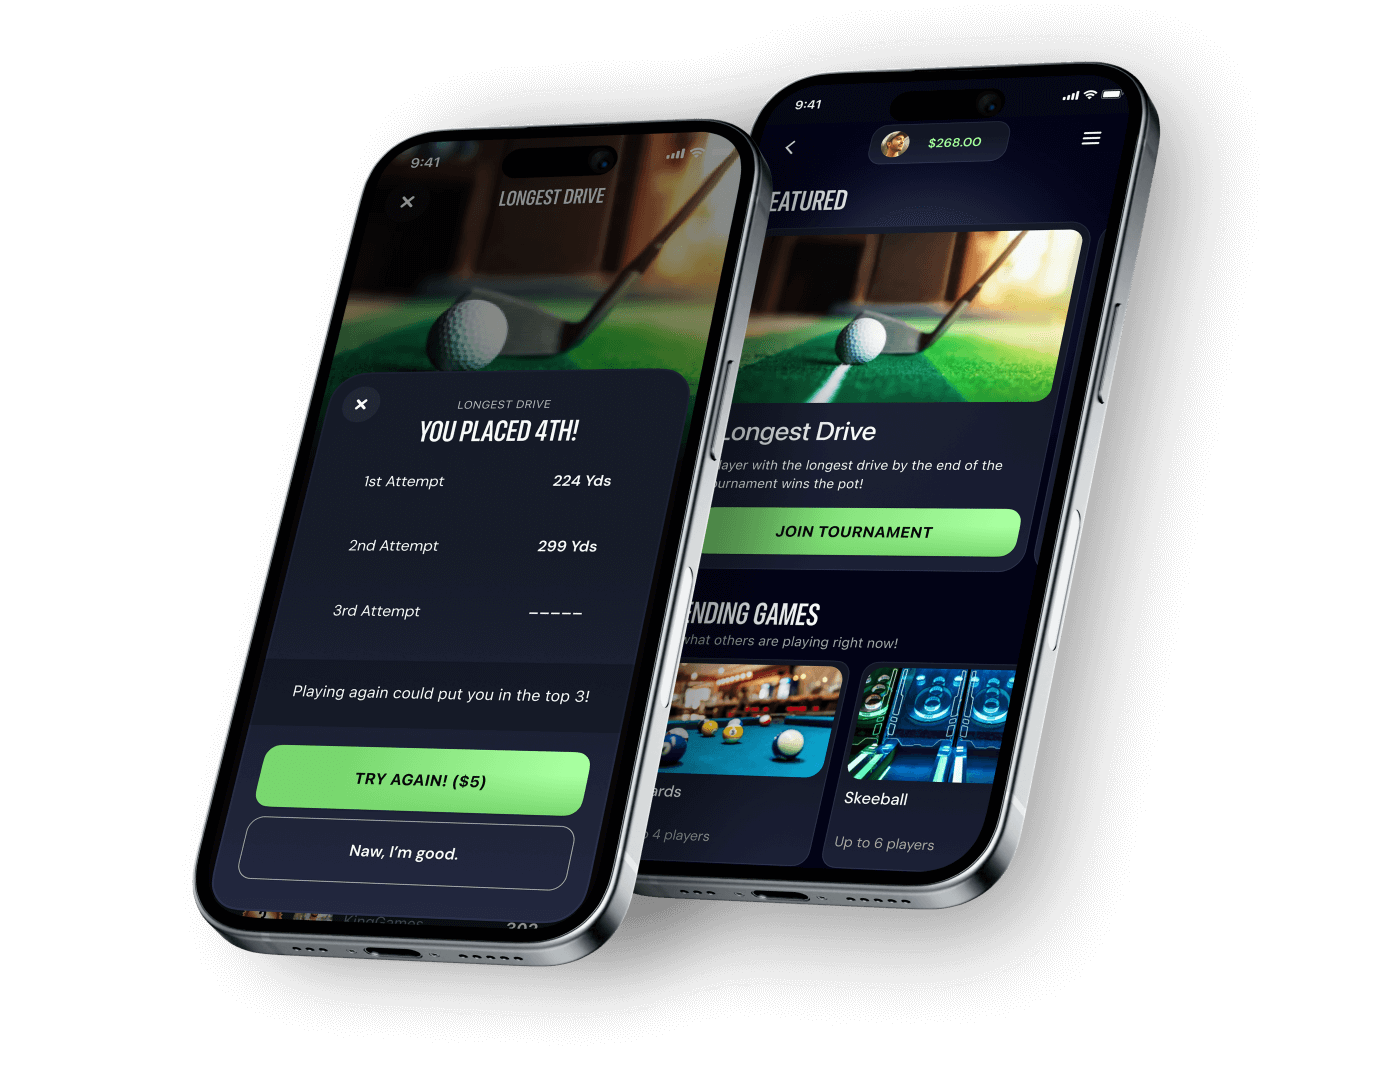 9:41
LONGEST DRIVE
LONGEST DRIVE
YOU PLACED 4TH!
1st Attempt 224 Yds
2nd Attempt 299 Yds
3rd Attempt -----
Playing again could put you in the top 3!
TRY AGAIN! ($5)
Naw, I'm good.
KingGames 302
9:41
$268.00
EATURED
Longest Drive
layer with the longest drive by the end of the
ournament wins the pot!
JOIN TOURNAMENT
ENDING GAMES
what others are playing right now!
ards
4 players
Skeeball
Up to 6 players